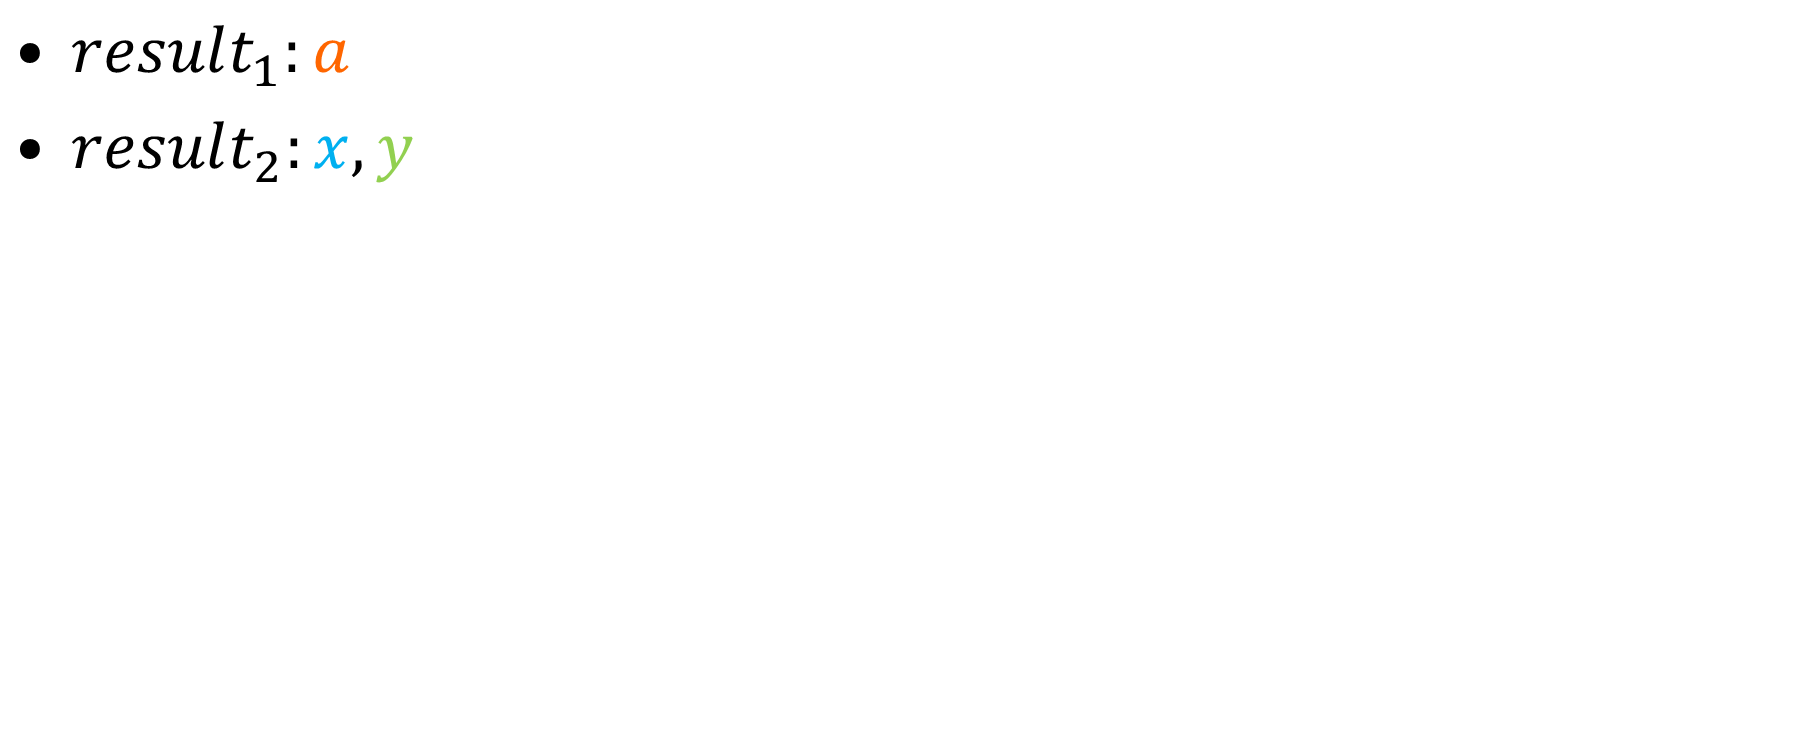 • result₁: a
• result₂: x, y